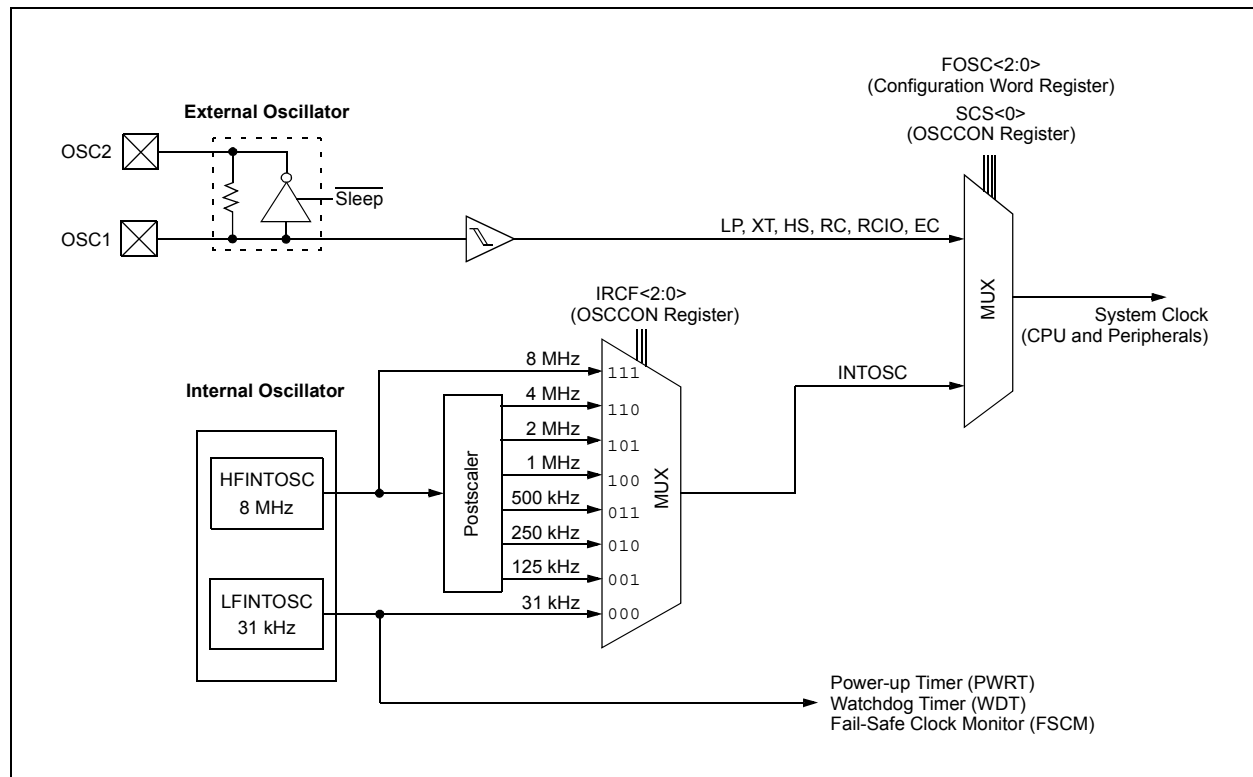 FOSC<2:0>
(Configuration Word Register)
SCS<0>
(OSCCON Register)
External Oscillator
OSC2
Sleep
OSC1
LP, XT, HS, RC, RCIO, EC
MUX
System Clock
(CPU and Peripherals)
IRCF<2:0>
(OSCCON Register)
INTOSC
Internal Oscillator
HFINTOSC
8 MHz
LFINTOSC
31 kHz
Postscaler
8 MHz
4 MHz
2 MHz
1 MHz
500 kHz
250 kHz
125 kHz
31 kHz
111
110
101
100
011
010
001
000
MUX
Power-up Timer (PWRT)
Watchdog Timer (WDT)
Fail-Safe Clock Monitor (FSCM)